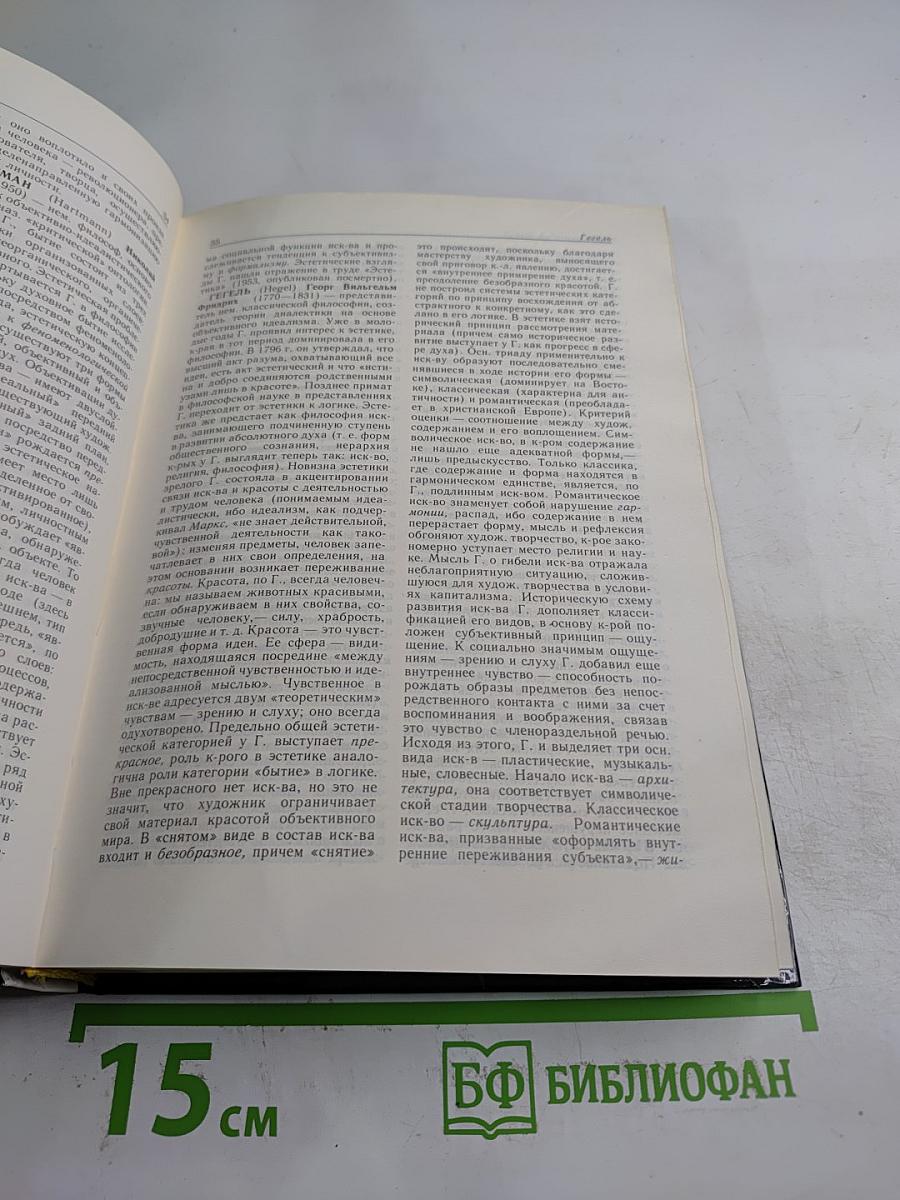 оно воплотило в своих
человека — революционера,
творца,
целенаправленную
личности.
МАН (Hartmann) Николай
1950) — нем. философ,
55
Гегель
ма социальной функции иск-ва и про-
слеживается тенденция к субъективиз-
му и формализму. Эстетические взгля-
ды Г. нашли отражение в труде «Эсте-
тика» (1953, опубликован посмертно).
ГЕГЕЛЬ (Hegel) Георг Вильгельм
Фридрих (1770—1831) — представи-
тель нем. классической философии, соз-
датель теории диалектики на основе
объективного идеализма. Уже в моло-
дые годы Г. проявил интерес к эстетике,
к-рая в тот период доминировала в его
философии. В 1796 г. он утверждал, что
высший акт разума, охватывающий все
идеи, есть акт эстетический и что «исти-
на и добро соединяются родственными
узами лишь в красоте». Позднее примат
в философской науке в представлениях
Г. переходит от эстетики к логике. Эсте-
тика же предстает как философия иск-
ва, занимающего подчиненную ступень
в развитии абсолютного духа (т. е. форм
общественного сознания, иерархия
к-рых у Г. выглядит теперь так: иск-во,
религия, философия). Новизна эстетики
зрелого Г. состояла в акцентировании
связи иск-ва и красоты с деятельностью
и трудом человека (понимаемым идеа-
листически, ибо идеализм, как подчер-
кивал Маркс, «не знает действительной,
чувственной деятельности как тако-
вой»): изменяя предметы, человек запе-
чатлевает в них свои определения, на
этом основании возникает переживание
красоты. Красота, по Г., всегда человеч-
на: мы называем животных красивыми,
если обнаруживаем в них свойства, со-
звучные человеку,— силу, храбрость,
добродушие и т. д. Красота — это чувст-
венная форма идеи. Ее сфера — види-
мость, находящаяся посредине «между
непосредственной чувственностью и иде-
ализованной мыслью». Чувственное в
иск-ве адресуется двум «теоретическим»
чувствам — зрению и слуху; оно всегда
одухотворено. Предельно общей эстети-
ческой категорией у Г. выступает пре-
красное, роль к-рого в эстетике анало-
гична роли категории «бытие» в логике.
Вне прекрасного нет иск-ва, но это не
значит, что художник ограничивает
свой материал красотой объективного
мира. В «снятом» виде в состав иск-ва
входит и безобразное, причем «снятие»
это происходит, поскольку благодаря
мастерству художника, выносящего
свой приговор к.-л. явлению, достигает-
ся «внутреннее примирение духа», т. е.
преодоление безобразного красотой. Г.
не построил системы эстетических кате-
горий по принципу восхождения от аб-
страктного к конкретному, как это сде-
лано в его логике. В эстетике взят исто-
рический принцип рассмотрения мате-
риала (причем само историческое раз-
витие выступает у Г. как прогресс в сфе-
ре духа). Осн. триаду применительно к
иск-ву образуют последовательно сме-
нявшиеся в ходе истории его формы —
символическая (доминирует на Восто-
ке), классическая (характерна для ан-
тичности) и романтическая (преоблада-
ет в христианской Европе). Критерий
оценки — соотношение между худож.
содержанием и его воплощением. Сим-
волическое иск-во, в к-ром содержание
не нашло еще адекватной формы,—
лишь предыскусство. Только классика,
где содержание и форма находятся в
гармоническом единстве, является, по
Г., подлинным иск-вом. Романтическое
иск-во знаменует собой нарушение гар-
монии, распад, ибо содержание в нем
перерастает форму, мысль и рефлексия
обгоняют худож. творчество, к-рое зако-
номерно уступает место религии и нау-
ке. Мысль Г. о гибели иск-ва отражала
неблагоприятную ситуацию, сложив-
шуюся для худож. творчества в услови-
ях капитализма. Историческую схему
развития иск-ва Г. дополняет класси-
фикацией его видов, в основу к-рой по-
ложен субъективный принцип — ощу-
щение. К социально значимым ощуще-
ниям — зрению и слуху Г. добавил еще
внутреннее чувство — способность по-
рождать образы предметов без непос-
редственного контакта с ними за счет
воспоминания и воображения, связав
это чувство с членораздельной речью.
Исходя из этого, Г. и выделяет три осн.
вида иск-в — пластические, музыкаль-
ные, словесные. Начало иск-ва — архи-
тектура, она соответствует символиче-
ской стадии творчества. Классическое
иск-во — скульптура. Романтические
иск-ва, призванные «оформлять внут-
ренние переживания субъекта»,— жи-
15 см
БФ БИБЛИОФАН